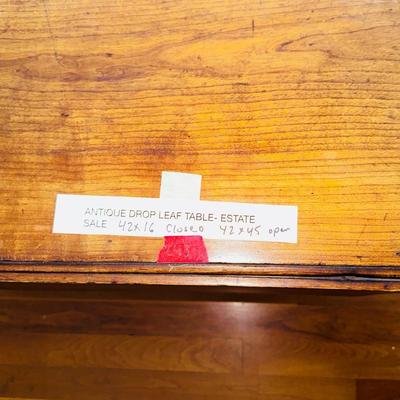 ANTIQUE DROP LEAF TABLE- ESTATE
SALE 42x16 Closed 42x45 open